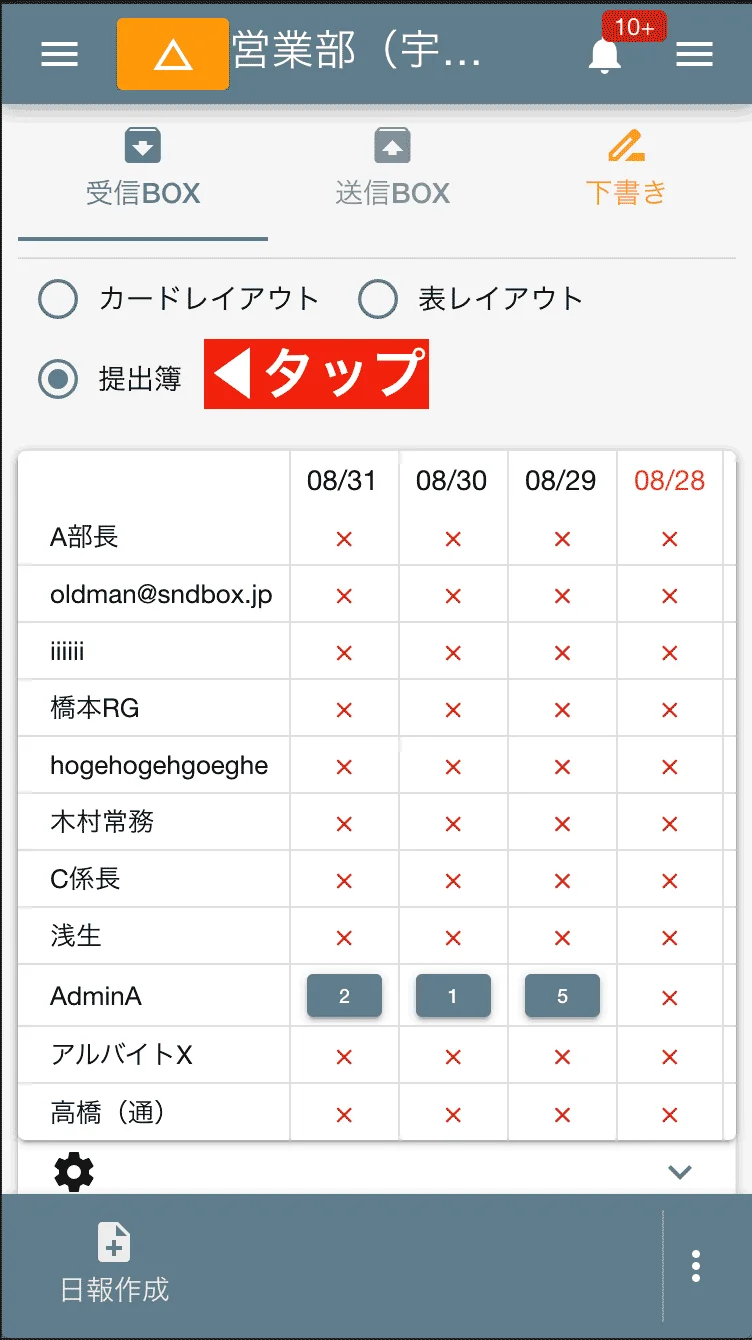 営業部（宇... 10+
受信BOX 送信BOX 下書き
カードレイアウト 表レイアウト
提出簿 ◀タップ
08/31 08/30 08/29 08/28
A部長 × × × ×
oldman@sndbox.jp × × × ×
iiiiii × × × ×
橋本RG × × × ×
hogehogehgoeghe × × × ×
木村常務 × × × ×
C係長 × × × ×
浅生 × × × ×
AdminA 2 1 5 ×
アルバイトX × × × ×
高橋（通） × × × ×
日報作成